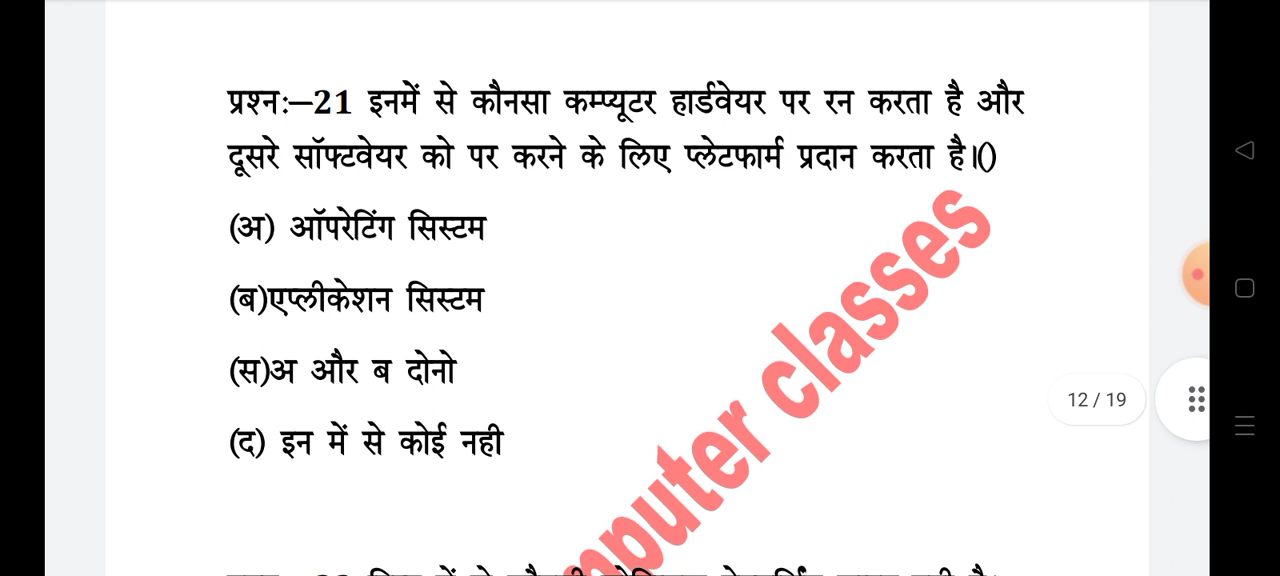 प्रश्नः–21 इनमें से कौनसा कम्प्यूटर हार्डवेयर पर रन करता है और
दूसरे सॉफ्टवेयर को पर करने के लिए प्लेटफार्म प्रदान करता है।()
(अ) ऑपरेटिंग सिस्टम
(ब)एप्लीकेशन सिस्टम
(स)अ और ब दोनो
(द) इन में से कोई नही
classes
12 / 19